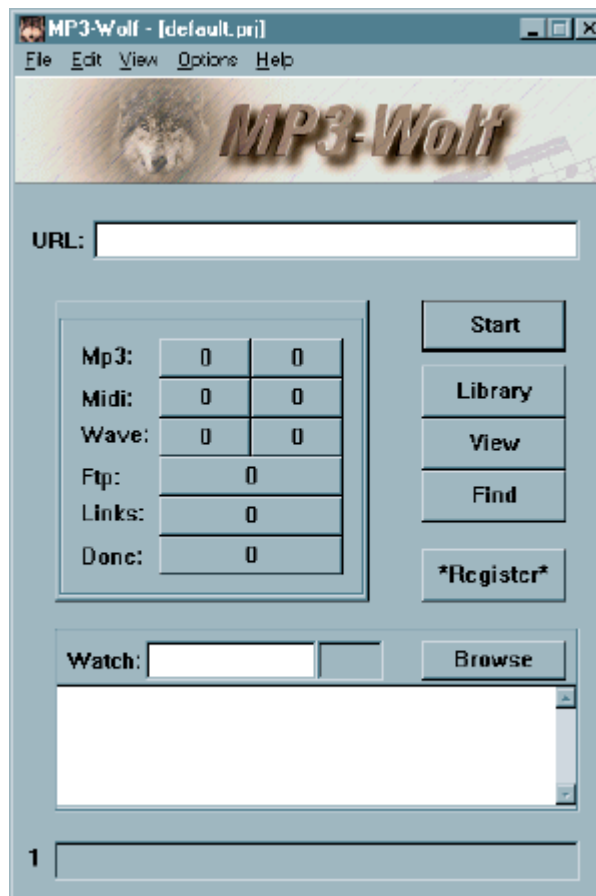 MP3-Wolf - [default.prj]
File Edit View Options Help
MP3-Wolf
URL:
Start
Mp3: 0 0
Midi: 0 0
Library
Wave: 0 0
View
Ftp: 0
Find
Links: 0
Done: 0
*Register*
Watch:
Browse
1